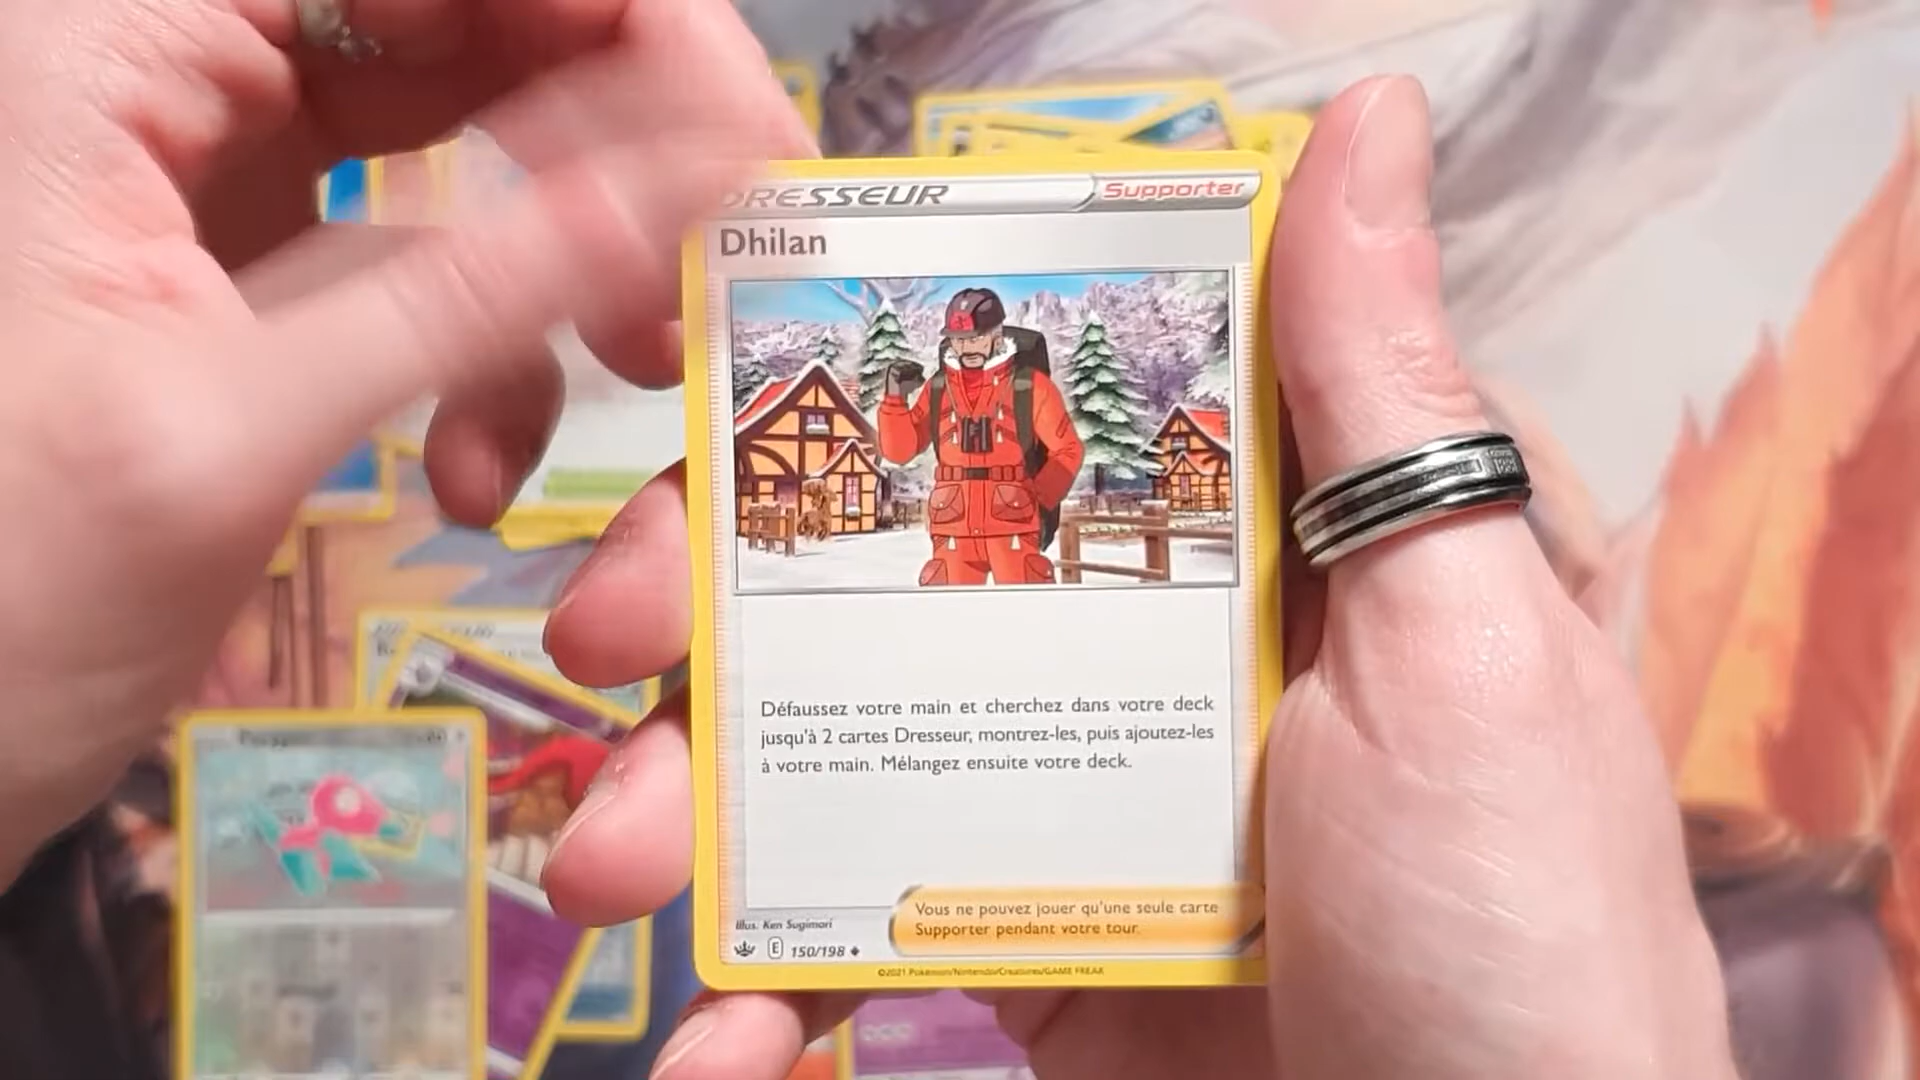 DRESSEUR Supporter
Dhilan
Défaussez votre main et cherchez dans votre deck
jusqu'à 2 cartes Dresseur, montrez-les, puis ajoutez-les
à votre main. Mélangez ensuite votre deck.
Vous ne pouvez jouer qu'une seule carte
Supporter pendant votre tour.
Illus. Ken Sugimori
E 150/198
©2021 Pokémon/Nintendo/Creatures/GAME FREAK